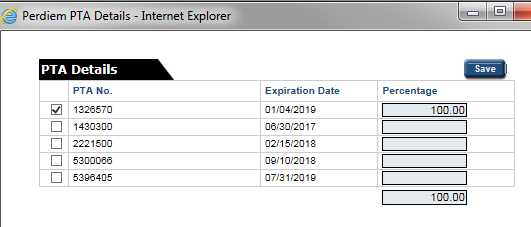 Perdiem PTA Details - Internet Explorer
PTA Details Save
PTA No. Expiration Date Percentage
1326570 01/04/2019 100.00
1430300 06/30/2017
2221500 02/15/2018
5300066 09/10/2018
5396405 07/31/2019
100.00